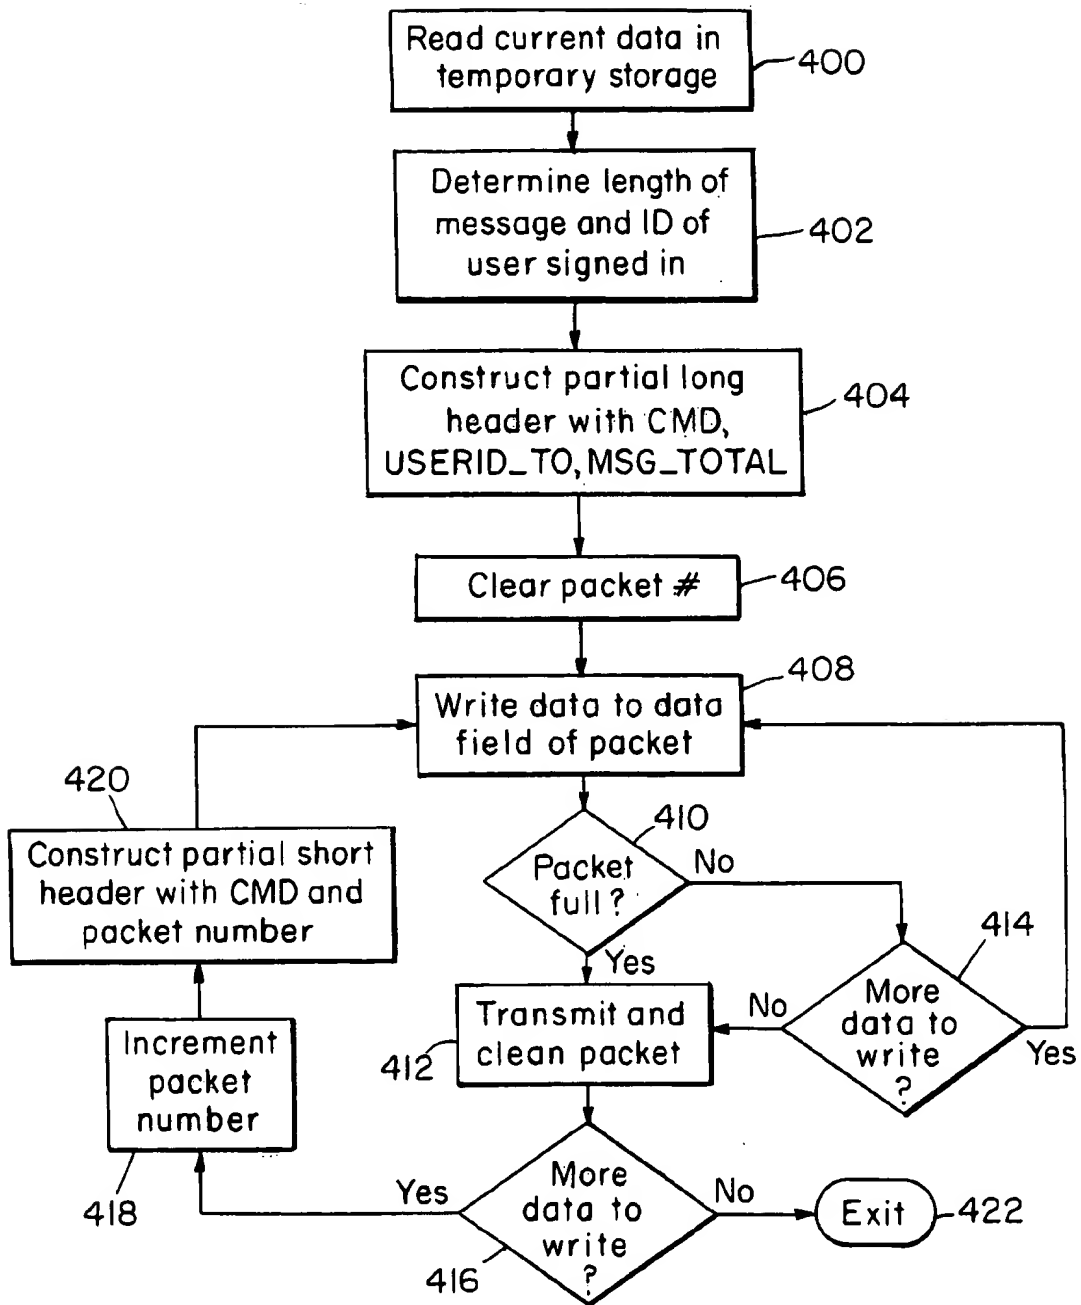 Read current data in
temporary storage
400
Determine length of
message and ID of
user signed in
402
Construct partial long
header with CMD,
USERID_TO, MSG_TOTAL
404
Clear packet #
406
Write data to data
field of packet
408
Packet
full?
410
No
Yes
More
data to
write
?
414
No
Yes
Transmit and
clean packet
412
More
data to
write
?
416
Yes
No
Exit
422
Increment
packet
number
418
Construct partial short
header with CMD and
packet number
420